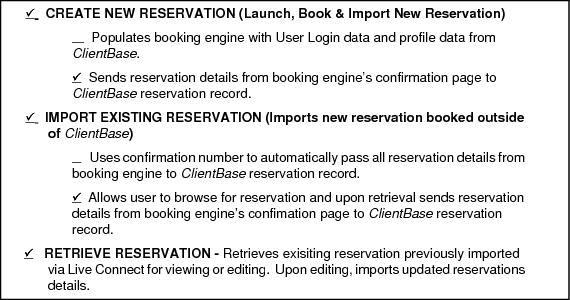 ✓ CREATE NEW RESERVATION (Launch, Book & Import New Reservation)
__ Populates booking engine with User Login data and profile data from
ClientBase.
✓ Sends reservation details from booking engine's confirmation page to
ClientBase reservation record.
✓ IMPORT EXISTING RESERVATION (Imports new reservation booked outside
of ClientBase)
__ Uses confirmation number to automatically pass all reservation details from
booking engine to ClientBase reservation record.
✓ Allows user to browse for reservation and upon retrieval sends reservation
details from booking engine's confimation page to ClientBase reservation
record.
✓ RETRIEVE RESERVATION - Retrieves exisiting reservation previously imported
via Live Connect for viewing or editing. Upon editing, imports updated reservations
details.